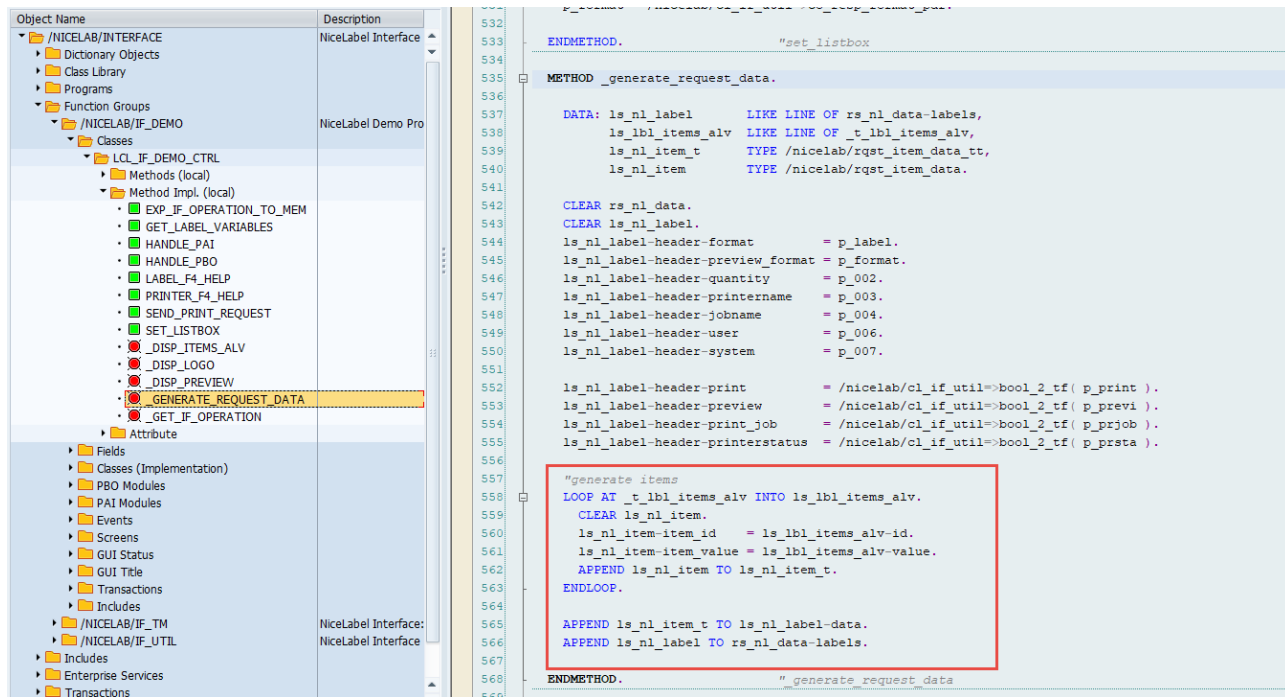 Object Name Description
/NICELAB/INTERFACE NiceLabel Interface
Dictionary Objects
Class Library
Programs
Function Groups
/NICELAB/IF_DEMO NiceLabel Demo Pro
Classes
LCL_IF_DEMO_CTRL
Methods (local)
Method Impl. (local)
EXP_IF_OPERATION_TO_MEM
GET_LABEL_VARIABLES
HANDLE_PAI
HANDLE_PBO
LABEL_F4_HELP
PRINTER_F4_HELP
SEND_PRINT_REQUEST
SET_LISTBOX
_DISP_ITEMS_ALV
_DISP_LOGO
_DISP_PREVIEW
_GENERATE_REQUEST_DATA
_GET_IF_OPERATION
Attribute
Fields
Classes (Implementation)
PBO Modules
PAI Modules
Events
Screens
GUI Status
GUI Title
Transactions
Includes
/NICELAB/IF_TM NiceLabel Interface:
/NICELAB/IF_UTIL NiceLabel Interface
Includes
Enterprise Services
Transactions
532
533 ENDMETHOD. "set_listbox
534
535 METHOD _generate_request_data.
536
537 DATA: ls_nl_label LIKE LINE OF rs_nl_data-labels,
538 ls_lbl_items_alv LIKE LINE OF _t_lbl_items_alv,
539 ls_nl_item_t TYPE /nicelab/rqst_item_data_tt,
540 ls_nl_item TYPE /nicelab/rqst_item_data.
541
542 CLEAR rs_nl_data.
543 CLEAR ls_nl_label.
544 ls_nl_label-header-format = p_label.
545 ls_nl_label-header-preview_format = p_format.
546 ls_nl_label-header-quantity = p_002.
547 ls_nl_label-header-printername = p_003.
548 ls_nl_label-header-jobname = p_004.
549 ls_nl_label-header-user = p_006.
550 ls_nl_label-header-system = p_007.
551
552 ls_nl_label-header-print = /nicelab/cl_if_util=>bool_2_tf( p_print ).
553 ls_nl_label-header-preview = /nicelab/cl_if_util=>bool_2_tf( p_previ ).
554 ls_nl_label-header-print_job = /nicelab/cl_if_util=>bool_2_tf( p_prjob ).
555 ls_nl_label-header-printerstatus = /nicelab/cl_if_util=>bool_2_tf( p_prsta ).
556
557 "generate items
558 LOOP AT _t_lbl_items_alv INTO ls_lbl_items_alv.
559 CLEAR ls_nl_item.
560 ls_nl_item-item_id = ls_lbl_items_alv-id.
561 ls_nl_item-item_value = ls_lbl_items_alv-value.
562 APPEND ls_nl_item TO ls_nl_item_t.
563 ENDLOOP.
564
565 APPEND ls_nl_item_t TO ls_nl_label-data.
566 APPEND ls_nl_label TO rs_nl_data-labels.
567
568 ENDMETHOD. "_generate_request_data